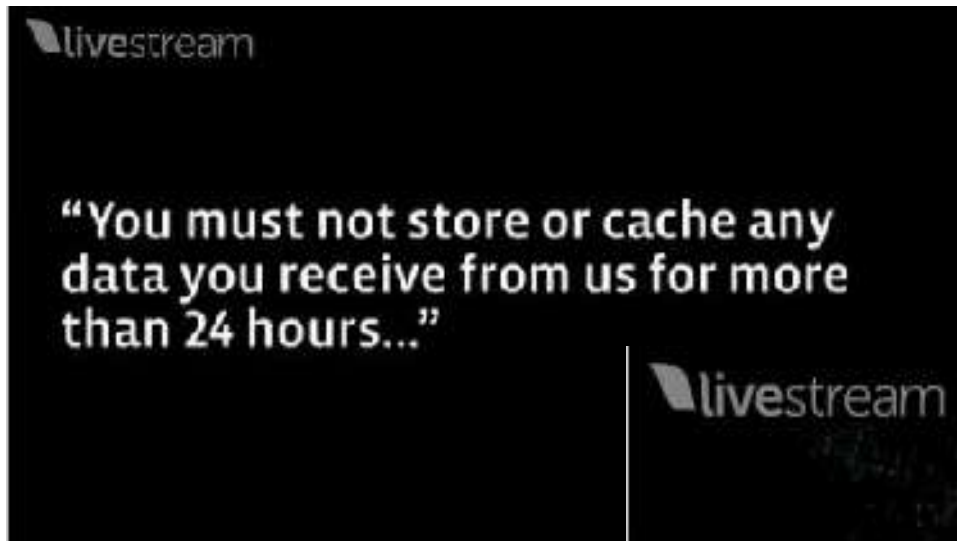 livestream
“You must not store or cache any
data you receive from us for more
than 24 hours...”
livestream